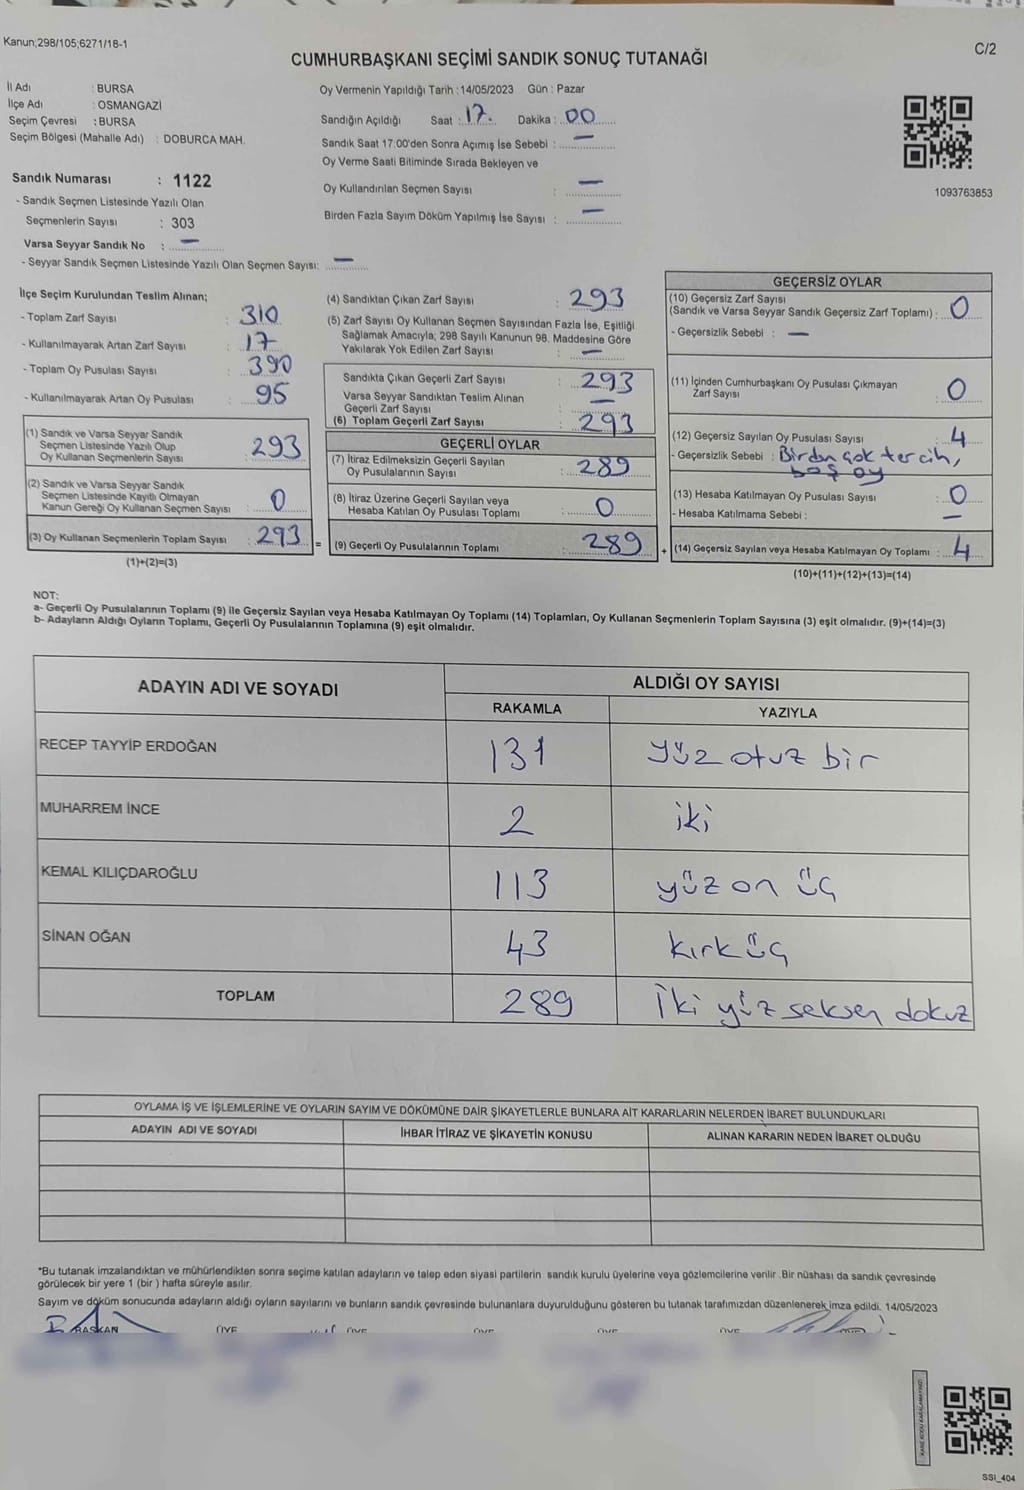 Kanun;298/105;6271/18-1
C/2
CUMHURBAŞKANI SEÇİMİ SANDIK SONUÇ TUTANAĞI
İl Adı : BURSA
İlçe Adı : OSMANGAZİ
Seçim Çevresi : BURSA
Seçim Bölgesi (Mahalle Adı) : DOBURCA MAH.
Sandık Numarası : 1122
- Sandık Seçmen Listesinde Yazılı Olan
Seçmenlerin Sayısı : 303
Varsa Seyyar Sandık No : —
- Seyyar Sandık Seçmen Listesinde Yazılı Olan Seçmen Sayısı: —
Oy Vermenin Yapıldığı Tarih : 14/05/2023 Gün : Pazar
Sandığın Açıldığı Saat : 17. Dakika : 00
Sandık Saat 17:00'den Sonra Açımış İse Sebebi : —
Oy Verme Saati Bitiminde Sırada Bekleyen ve
Oy Kullandırılan Seçmen Sayısı : —
Birden Fazla Sayım Döküm Yapılmış İse Sayısı : —
1093763853
İlçe Seçim Kurulundan Teslim Alınan;
- Toplam Zarf Sayısı : 310
- Kullanılmayarak Artan Zarf Sayısı : 17
- Toplam Oy Pusulası Sayısı : 390
- Kullanılmayarak Artan Oy Pusulası : 95
(1) Sandık ve Varsa Seyyar Sandık
Seçmen Listesinde Yazılı Olup
Oy Kullanan Seçmenlerin Sayısı : 293
(2) Sandık ve Varsa Seyyar Sandık
Seçmen Listesinde Kayıtlı Olmayan
Kanun Gereği Oy Kullanan Seçmen Sayısı : 0
(3) Oy Kullanan Seçmenlerin Toplam Sayısı : 293 =
(1)+(2)=(3)
(4) Sandıktan Çıkan Zarf Sayısı : 293
(5) Zarf Sayısı Oy Kullanan Seçmen Sayısından Fazla İse, Eşitliği
Sağlamak Amacıyla; 298 Sayılı Kanunun 98. Maddesine Göre
Yakılarak Yok Edilen Zarf Sayısı : —
Sandıkta Çıkan Geçerli Zarf Sayısı : 293
Varsa Seyyar Sandıktan Teslim Alınan
Geçerli Zarf Sayısı : —
(6) Toplam Geçerli Zarf Sayısı : 293
GEÇERLİ OYLAR
(7) İtiraz Edilmeksizin Geçerli Sayılan
Oy Pusulalarının Sayısı : 289
(8) İtiraz Üzerine Geçerli Sayılan veya
Hesaba Katılan Oy Pusulası Toplamı : 0
(9) Geçerli Oy Pusulalarının Toplamı : 289 +
GEÇERSİZ OYLAR
(10) Geçersiz Zarf Sayısı
(Sandık ve Varsa Seyyar Sandık Geçersiz Zarf Toplamı) : 0
- Geçersizlik Sebebi : —
(11) İçinden Cumhurbaşkanı Oy Pusulası Çıkmayan
Zarf Sayısı : 0
(12) Geçersiz Sayılan Oy Pusulası Sayısı : 4
- Geçersizlik Sebebi : Birden çok tercih,
boş oy
(13) Hesaba Katılmayan Oy Pusulası Sayısı : 0
- Hesaba Katılmama Sebebi : —
(14) Geçersiz Sayılan veya Hesaba Katılmayan Oy Toplamı : 4
(10)+(11)+(12)+(13)=(14)
NOT:
a- Geçerli Oy Pusulalarının Toplamı (9) ile Geçersiz Sayılan veya Hesaba Katılmayan Oy Toplamı (14) Toplamları, Oy Kullanan Seçmenlerin Toplam Sayısına (3) eşit olmalıdır. (9)+(14)=(3)
b- Adayların Aldığı Oyların Toplamı, Geçerli Oy Pusulalarının Toplamına (9) eşit olmalıdır.
ADAYIN ADI VE SOYADI ALDIĞI OY SAYISI
RAKAMLA YAZIYLA
RECEP TAYYİP ERDOĞAN 131 yüz otuz bir
MUHARREM İNCE 2 iki
KEMAL KILIÇDAROĞLU 113 yüz on üç
SİNAN OĞAN 43 kırk üç
TOPLAM 289 İki yüz seksen dokuz
OYLAMA İŞ VE İŞLEMLERİNE VE OYLARIN SAYIM VE DÖKÜMÜNE DAİR ŞİKAYETLERLE BUNLARA AİT KARARLARIN NELERDEN İBARET BULUNDUKLARI
ADAYIN ADI VE SOYADI İHBAR İTİRAZ VE ŞİKAYETİN KONUSU ALINAN KARARIN NEDEN İBARET OLDUĞU
*Bu tutanak imzalandıktan ve mühürlendikten sonra seçime katılan adayların ve talep eden siyasi partilerin sandık kurulu üyelerine veya gözlemcilerine verilir .Bir nüshası da sandık çevresinde
görülecek bir yere 1 (bir ) hafta süreyle asılır.
Sayım ve döküm sonucunda adayların aldığı oyların sayılarını ve bunların sandık çevresinde bulunanlara duyurulduğunu gösteren bu tutanak tarafımızdan düzenlenerek imza edildi. 14/05/2023
BAŞKAN ÜYE ÜYE ÜYE ÜYE ÜYE ÜYE
KARE KODU KARALAMAYINIZ!
SSI_404